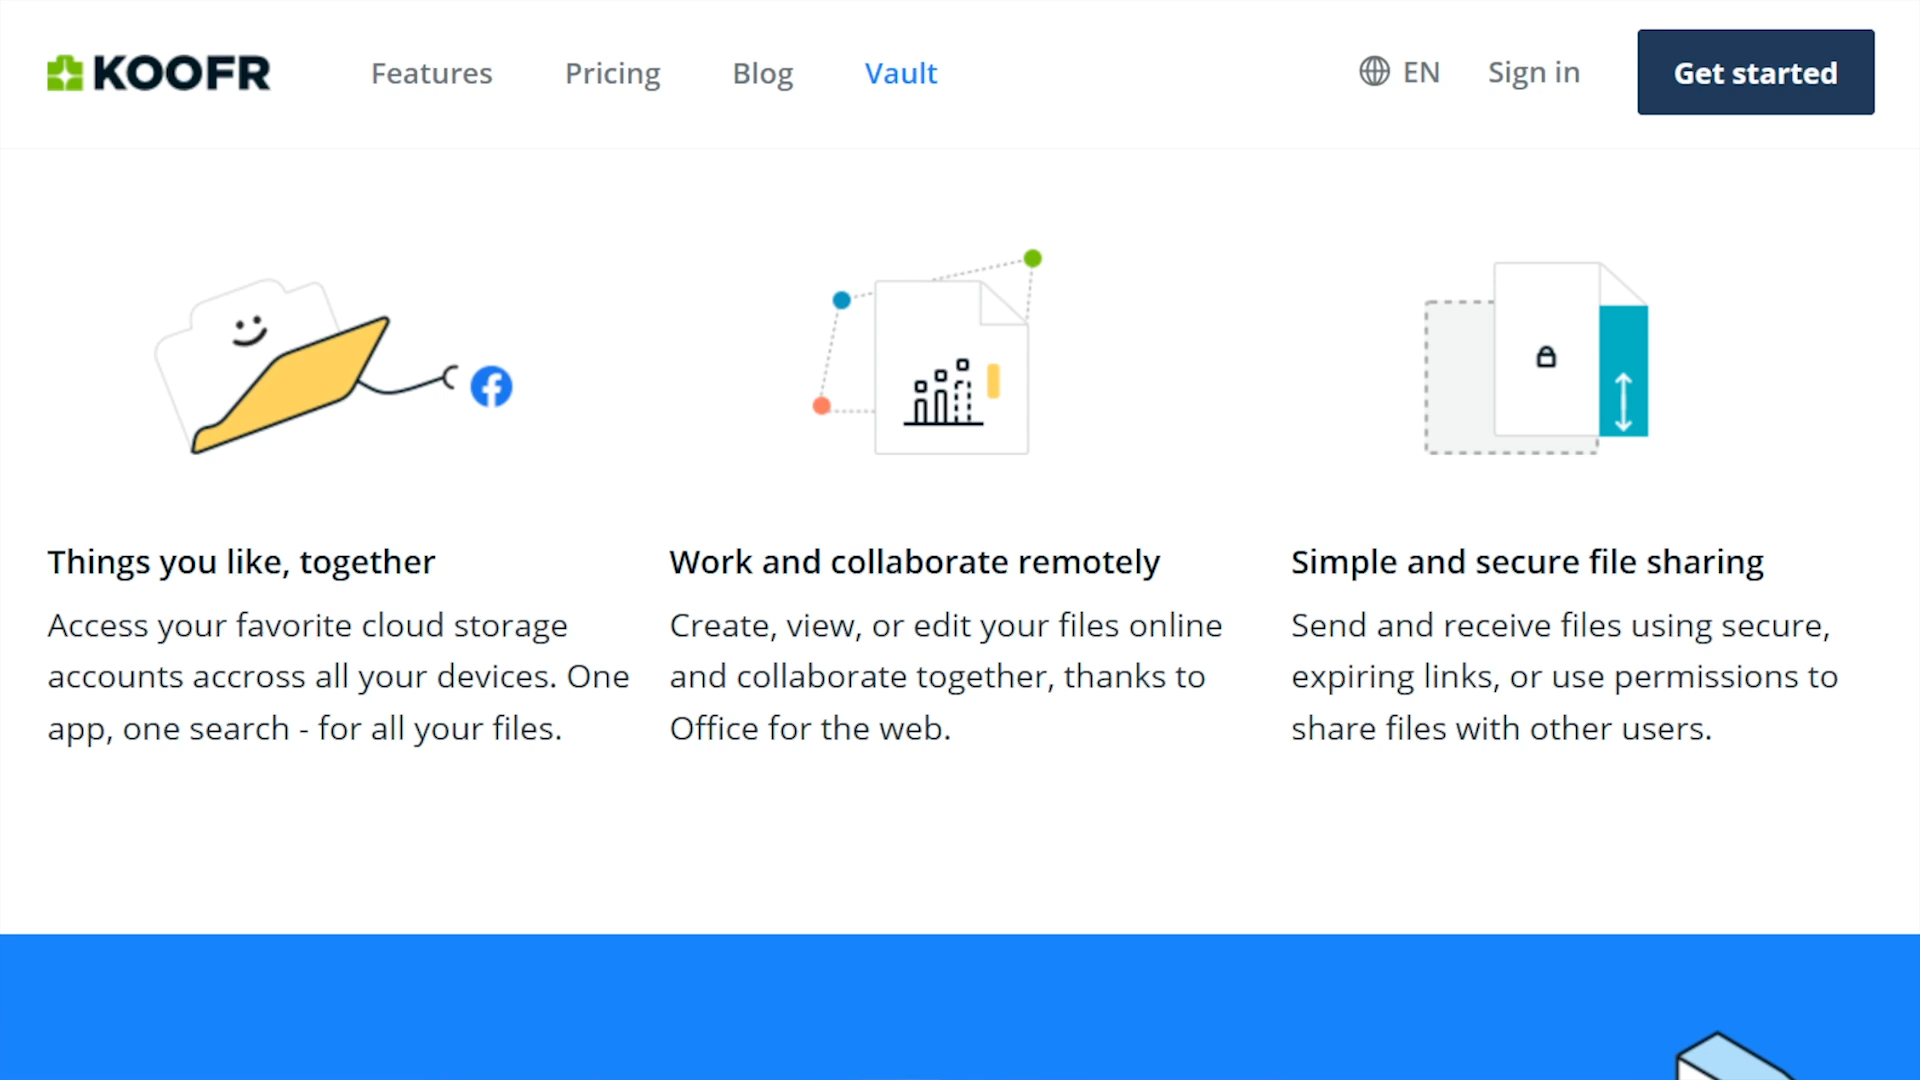 KOOFR
Features
Pricing
Blog
Vault
EN
Sign in
Get started
Things you like, together
Access your favorite cloud storage
accounts accross all your devices. One
app, one search - for all your files.
Work and collaborate remotely
Create, view, or edit your files online
and collaborate together, thanks to
Office for the web.
Simple and secure file sharing
Send and receive files using secure,
expiring links, or use permissions to
share files with other users.